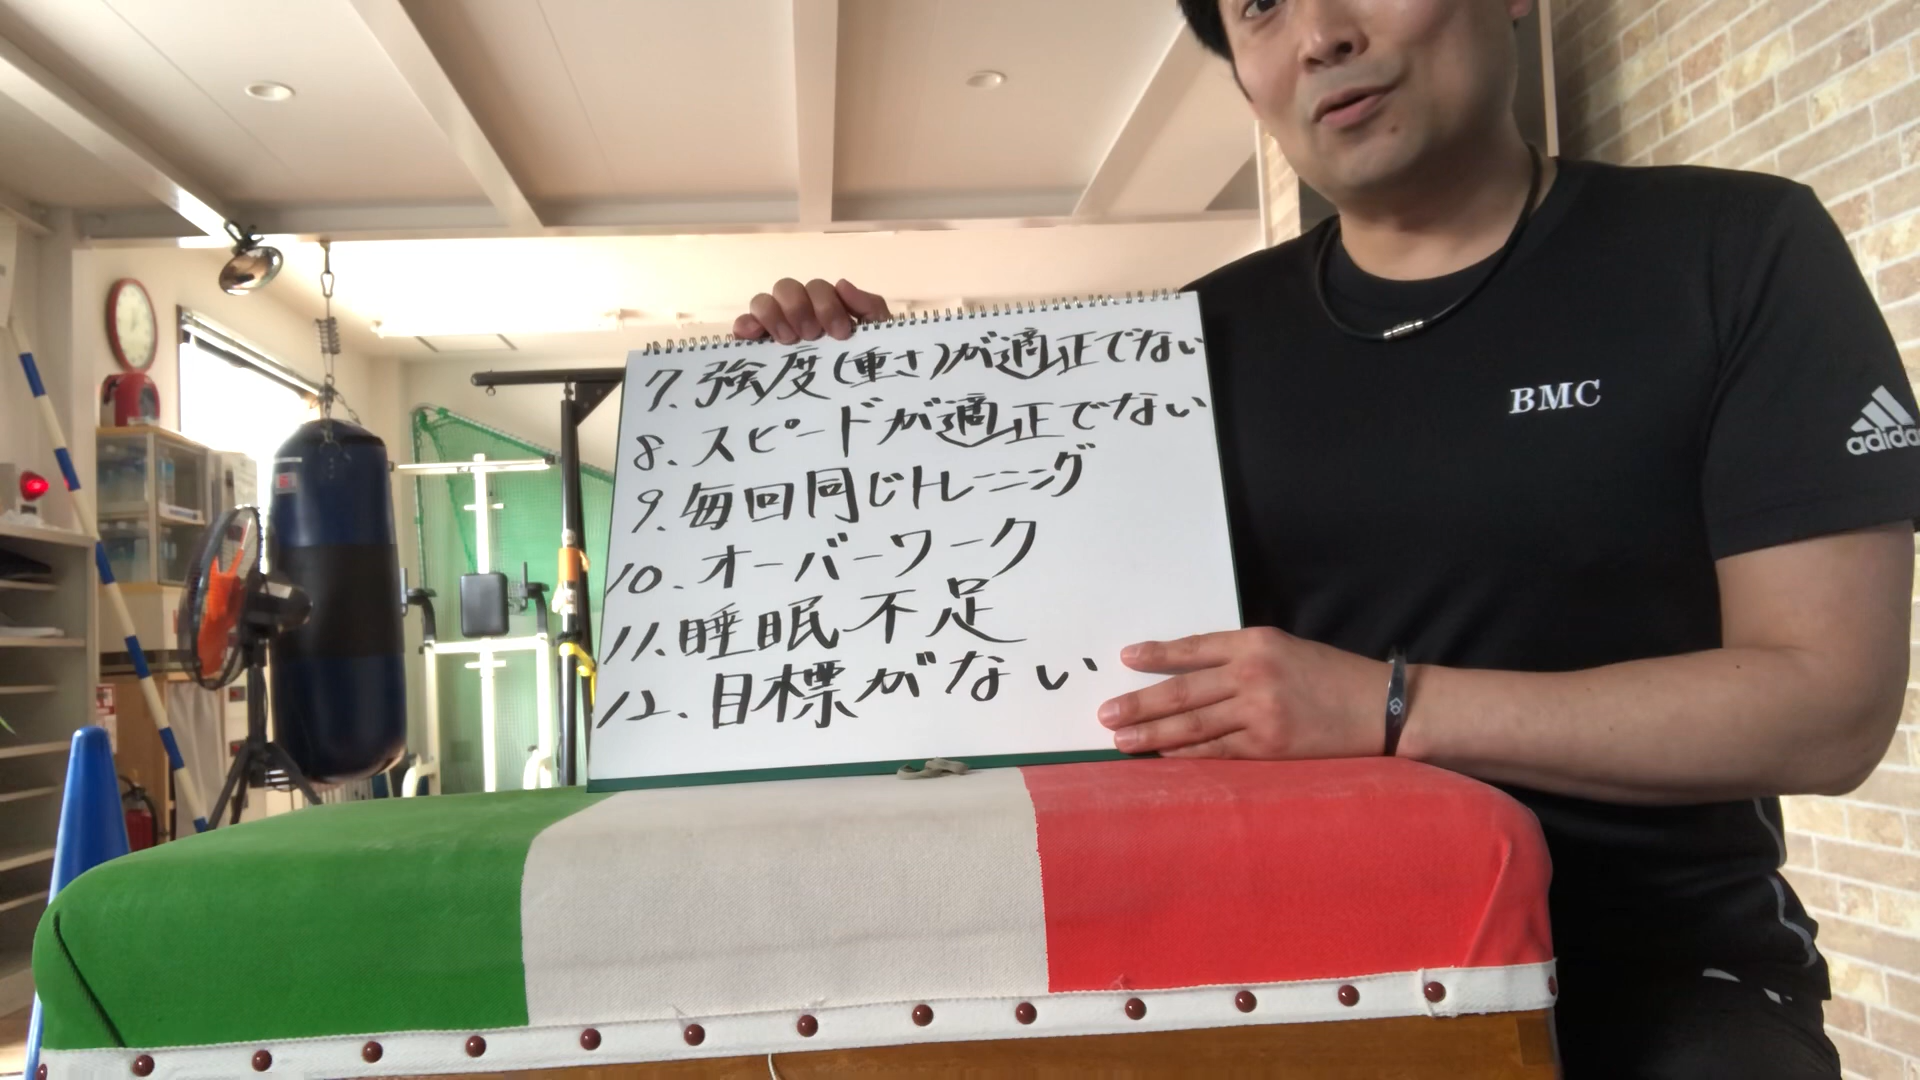 7. 強度(重さ)が適正でない
8. スピードが適正でない
9. 毎回同じトレーニング
10. オーバーワーク
11. 睡眠不足
12. 目標がない
BMC
adidas